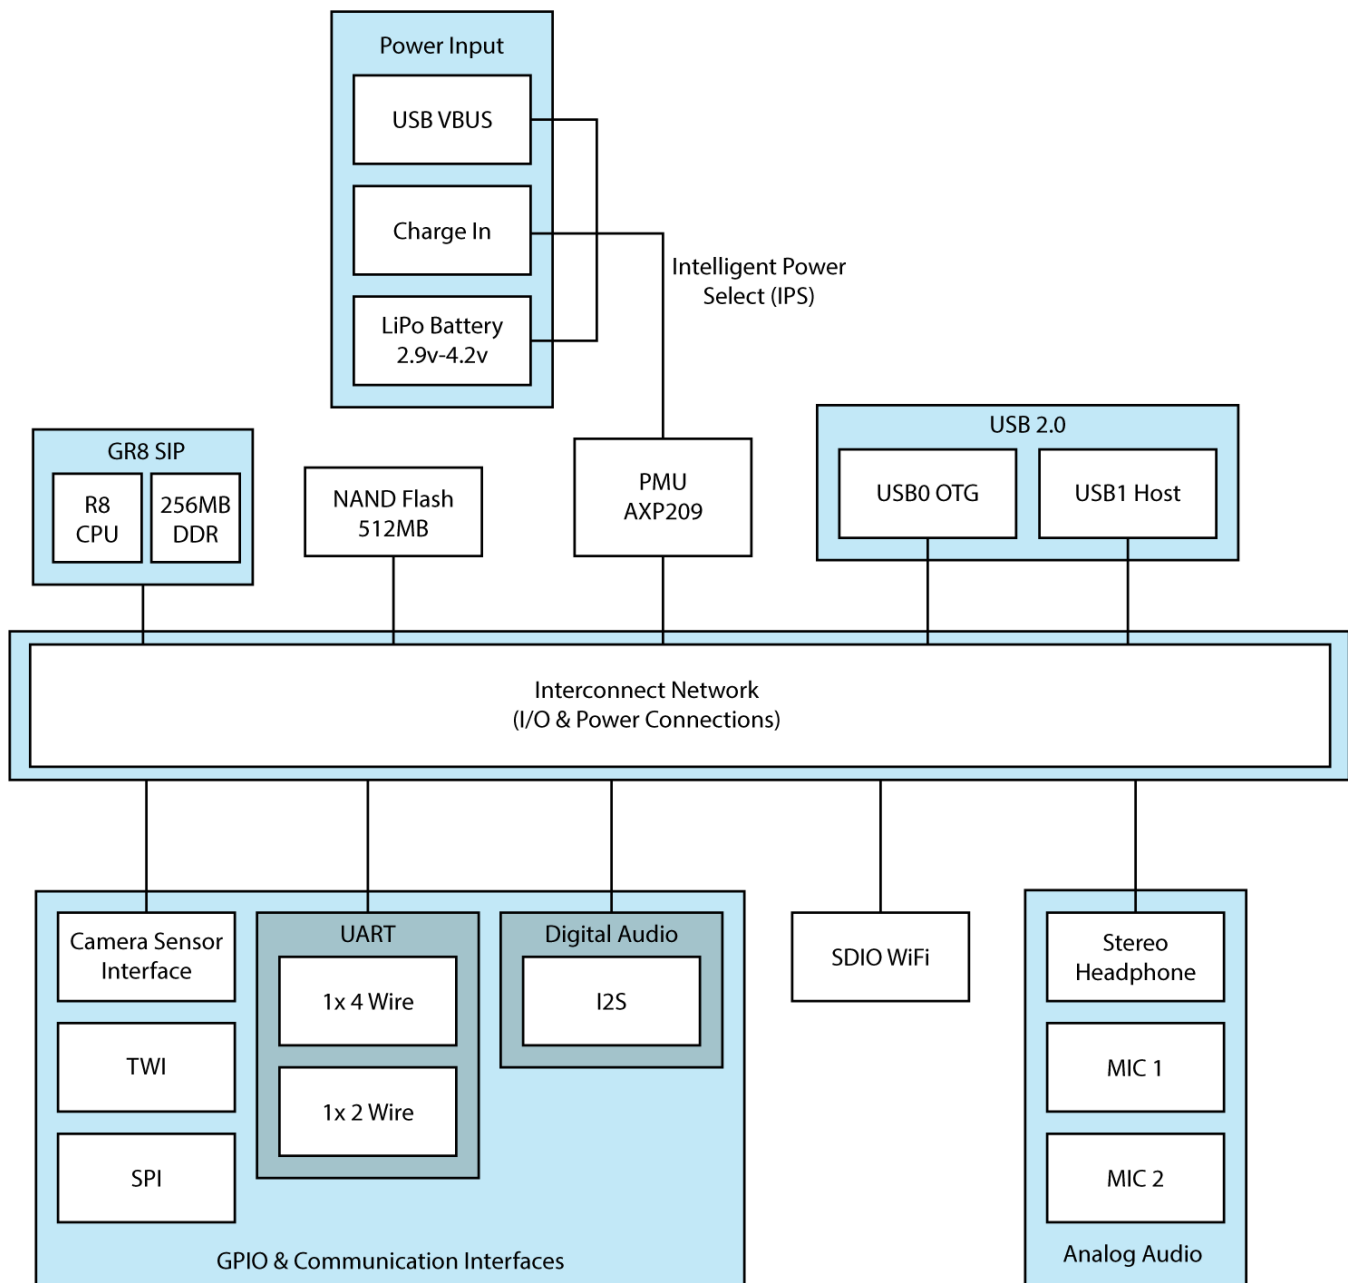 Power Input
USB VBUS
Charge In
LiPo Battery
2.9v-4.2v
Intelligent Power
Select (IPS)
GR8 SIP
R8
CPU
256MB
DDR
NAND Flash
512MB
PMU
AXP209
USB 2.0
USB0 OTG
USB1 Host
Interconnect Network
(I/O & Power Connections)
Camera Sensor
Interface
TWI
SPI
UART
1x 4 Wire
1x 2 Wire
Digital Audio
I2S
GPIO & Communication Interfaces
SDIO WiFi
Stereo
Headphone
MIC 1
MIC 2
Analog Audio